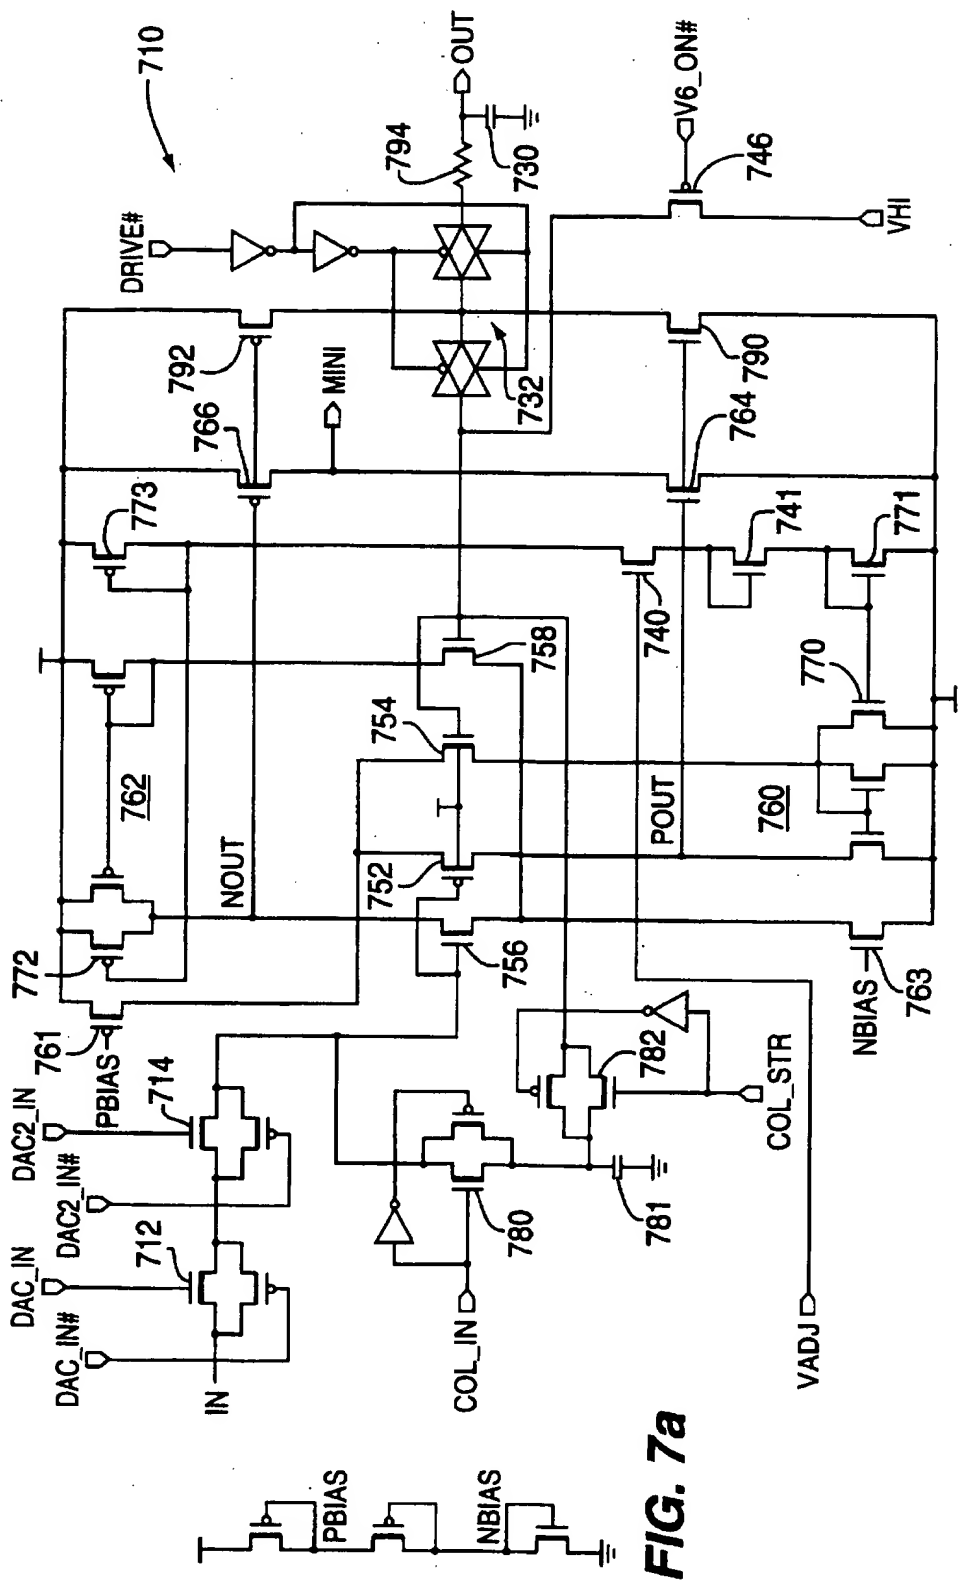 710
DRIVE#
OUT
794
730
V6_ON#
746
VHI
792
766
MINI
732
790
764
773
741
771
740
758
754
770
762
NOUT
752
POUT
760
772
756
763
NBIAS
761
PBIAS
714
DAC2_IN
DAC2_IN#
712
DAC_IN
DAC_IN#
IN
780
782
781
COL_STR
COL_IN
VADJ
PBIAS
NBIAS
FIG. 7a